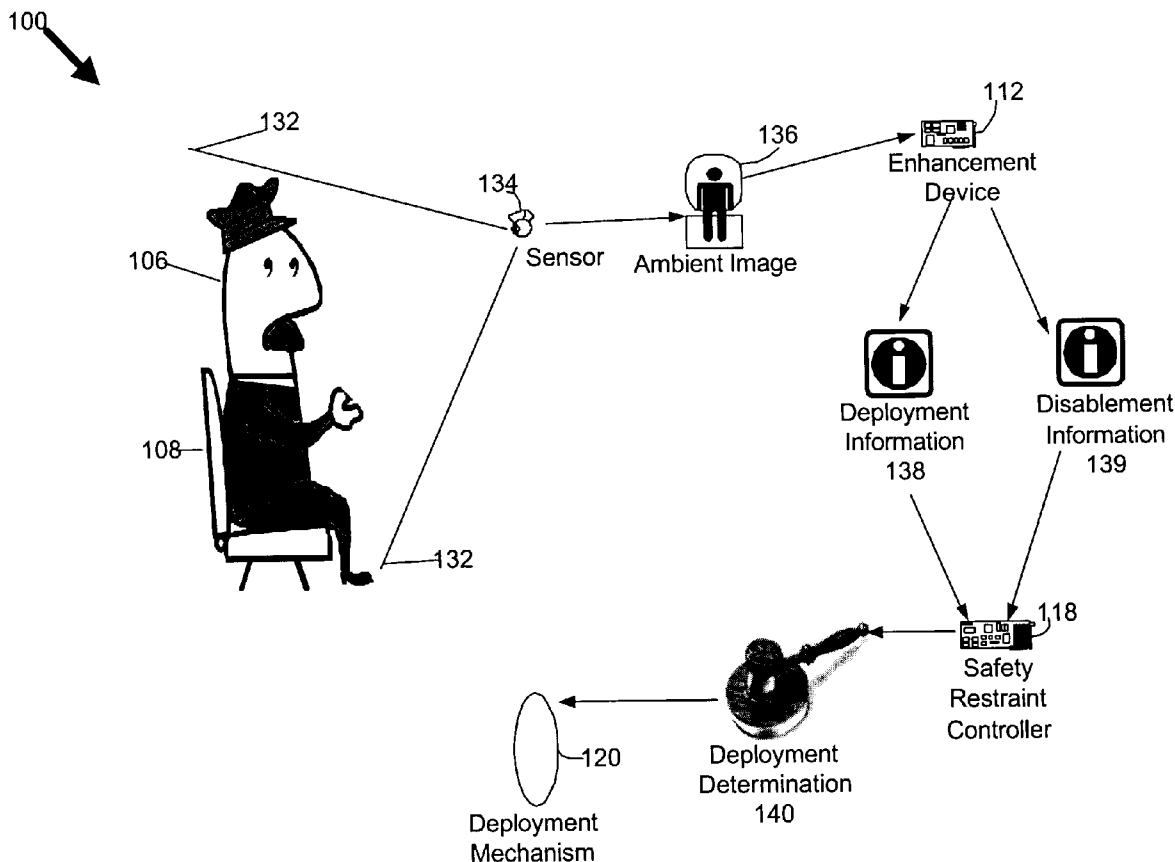 100
132
134
Sensor
136
Ambient Image
112
Enhancement
Device
106
108
132
Deployment
Information
138
Disablement
Information
139
118
Safety
Restraint
Controller
Deployment
Determination
140
120
Deployment
Mechanism